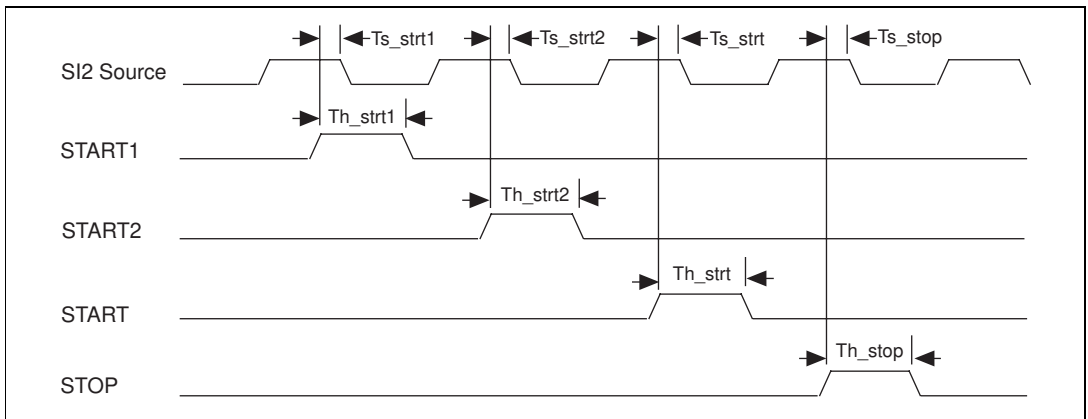 Ts_strt1 Ts_strt2 Ts_strt Ts_stop
SI2 Source
Th_strt1
START1
Th_strt2
START2
Th_strt
START
Th_stop
STOP